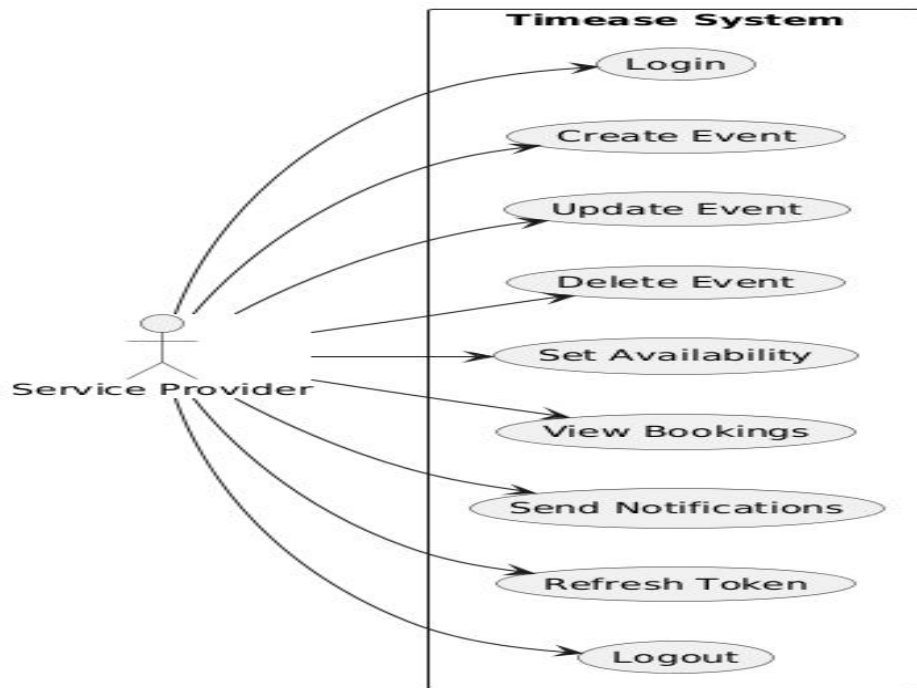 Timease System
Login
Create Event
Update Event
Delete Event
Set Availability
Service Provider
View Bookings
Send Notifications
Refresh Token
Logout